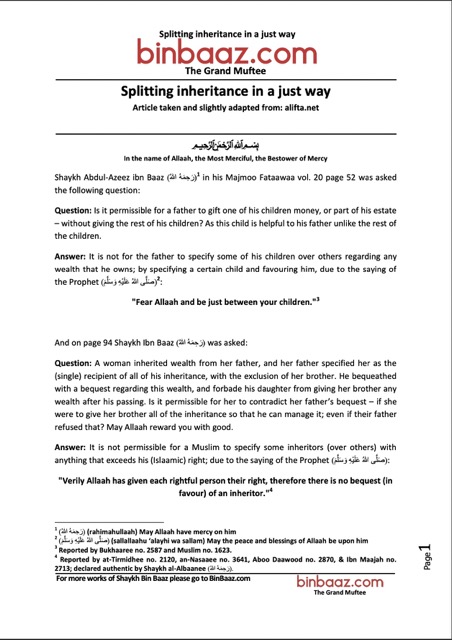 Splitting inheritance in a just way
binbaaz.com
The Grand Muftee
Splitting inheritance in a just way
Article taken and slightly adapted from: alifta.net
بِسْمِ اللَّهِ الرَّحْمَنِ الرَّحِيمِ
In the name of Allaah, the Most Merciful, the Bestower of Mercy
Shaykh Abdul-Azeez ibn Baaz (رَحِمَهُ اللهُ)1 in his Majmoo Fataawaa vol. 20 page 52 was asked
the following question:
Question: Is it permissible for a father to gift one of his children money, or part of his estate
– without giving the rest of his children? As this child is helpful to his father unlike the rest of
the children.
Answer: It is not for the father to specify some of his children over others regarding any
wealth that he owns; by specifying a certain child and favouring him, due to the saying of
the Prophet (صَلَّى اللهُ عَلَيْهِ وَسَلَّمَ)2:
"Fear Allaah and be just between your children."3
And on page 94 Shaykh Ibn Baaz (رَحِمَهُ اللهُ) was asked:
Question: A woman inherited wealth from her father, and her father specified her as the
(single) recipient of all of his inheritance, with the exclusion of her brother. He bequeathed
with a bequest regarding this wealth, and forbade his daughter from giving her brother any
wealth after his passing. Is it permissible for her to contradict her father's bequest – if she
were to give her brother all of the inheritance so that he can manage it; even if their father
refused that? May Allaah reward you with good.
Answer: It is not permissible for a Muslim to specify some inheritors (over others) with
anything that exceeds his (Islaamic) right; due to the saying of the Prophet (صَلَّى اللهُ عَلَيْهِ وَسَلَّمَ):
"Verily Allaah has given each rightful person their right, therefore there is no bequest (in
favour) of an inheritor."4
1 (رَحِمَهُ اللهُ) (rahimahullaah) May Allaah have mercy on him
2 (صَلَّى اللهُ عَلَيْهِ وَسَلَّمَ) (sallallaahu 'alayhi wa sallam) May the peace and blessings of Allaah be upon him
3 Reported by Bukhaaree no. 2587 and Muslim no. 1623.
4 Reported by at-Tirmidhee no. 2120, an-Nasaaee no. 3641, Aboo Daawood no. 2870, & Ibn Maajah no.
2713; declared authentic by Shaykh al-Albaanee (رَحِمَهُ اللهُ).
For more works of Shaykh Bin Baaz please go to BinBaaz.com
binbaaz.com
The Grand Muftee
Page 1